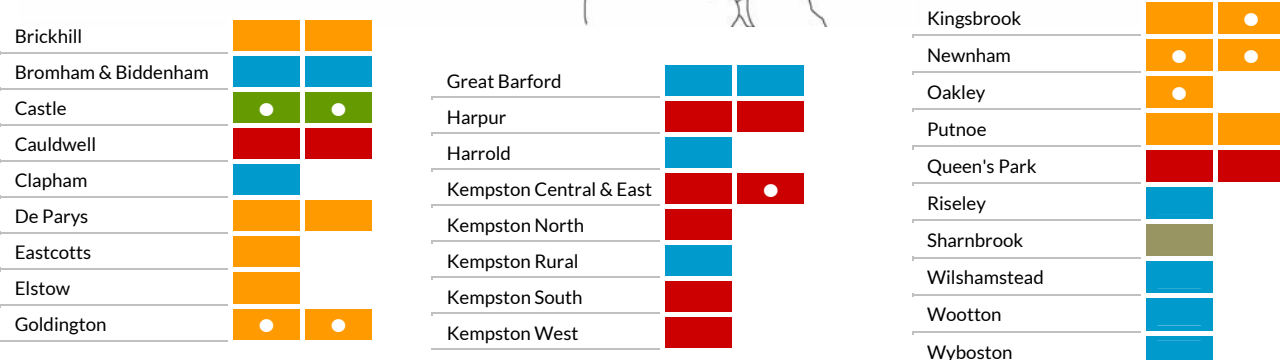 Brickhill
Bromham & Biddenham
Castle
Cauldwell
Clapham
De Parys
Eastcotts
Elstow
Goldington
Great Barford
Harpur
Harrold
Kempston Central & East
Kempston North
Kempston Rural
Kempston South
Kempston West
Kingsbrook
Newnham
Oakley
Putnoe
Queen's Park
Riseley
Sharnbrook
Wilshamstead
Wootton
Wyboston